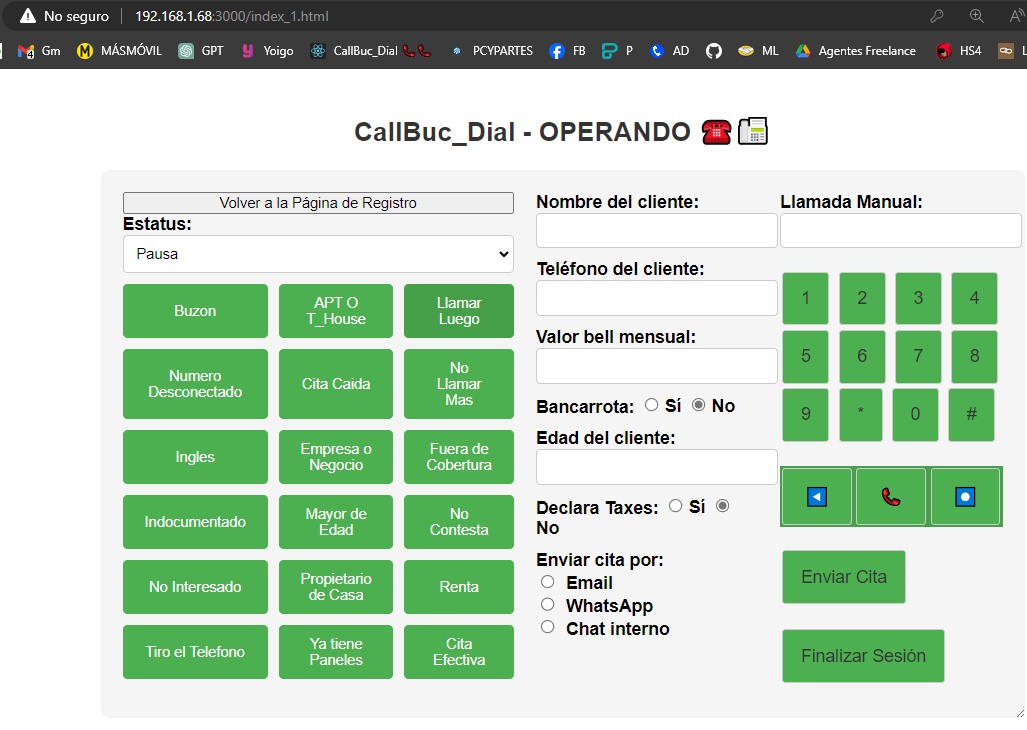 No seguro
192.168.1.68:3000/index_1.html
Gm
MÁSMÓVIL
GPT
Yoigo
CallBuc_Dial
PCYPARTES
FB
P
AD
ML
Agentes Freelance
HS4
L
CallBuc_Dial - OPERANDO
Volver a la Página de Registro
Estatus:
Pausa
Buzon
APT O
T_House
Llamar
Luego
Numero
Desconectado
Cita Caida
No
Llamar
Mas
Ingles
Empresa o
Negocio
Fuera de
Cobertura
Indocumentado
Mayor de
Edad
No
Contesta
No Interesado
Propietario
de Casa
Renta
Tiro el Telefono
Ya tiene
Paneles
Cita
Efectiva
Nombre del cliente:
Teléfono del cliente:
Valor bell mensual:
Bancarrota: Sí No
Edad del cliente:
Declara Taxes: Sí
No
Enviar cita por:
Email
WhatsApp
Chat interno
Llamada Manual:
1 2 3 4
5 6 7 8
9 * 0 #
Enviar Cita
Finalizar Sesión